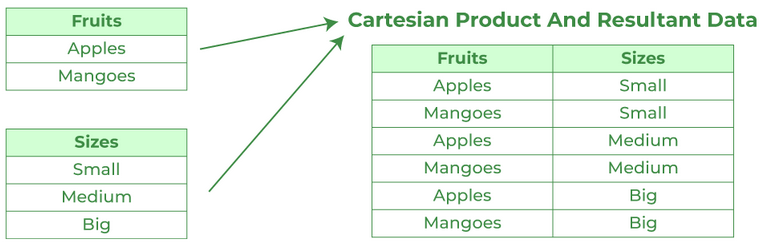 Fruits
Apples
Mangoes
Sizes
Small
Medium
Big
Cartesian Product And Resultant Data
Fruits Sizes
Apples Small
Mangoes Small
Apples Medium
Mangoes Medium
Apples Big
Mangoes Big